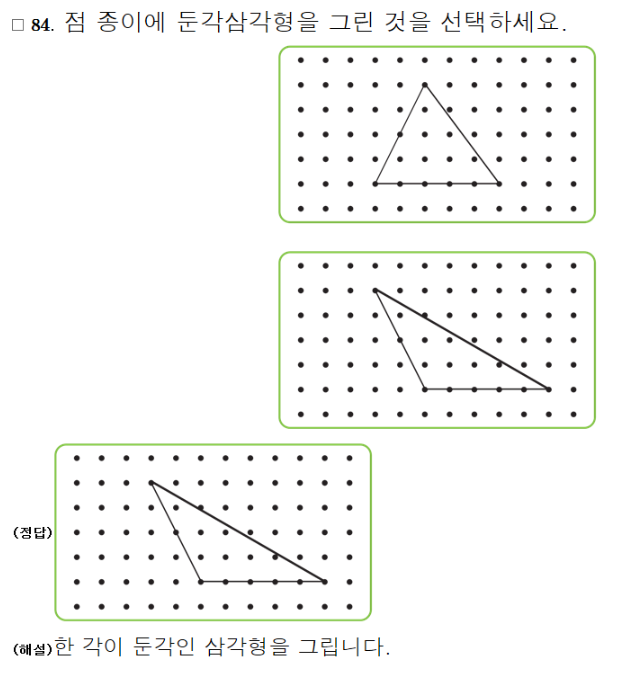 □ 84. 점 종이에 둔각삼각형을 그린 것을 선택하세요.
(정답)
(해설)한 각이 둔각인 삼각형을 그립니다.